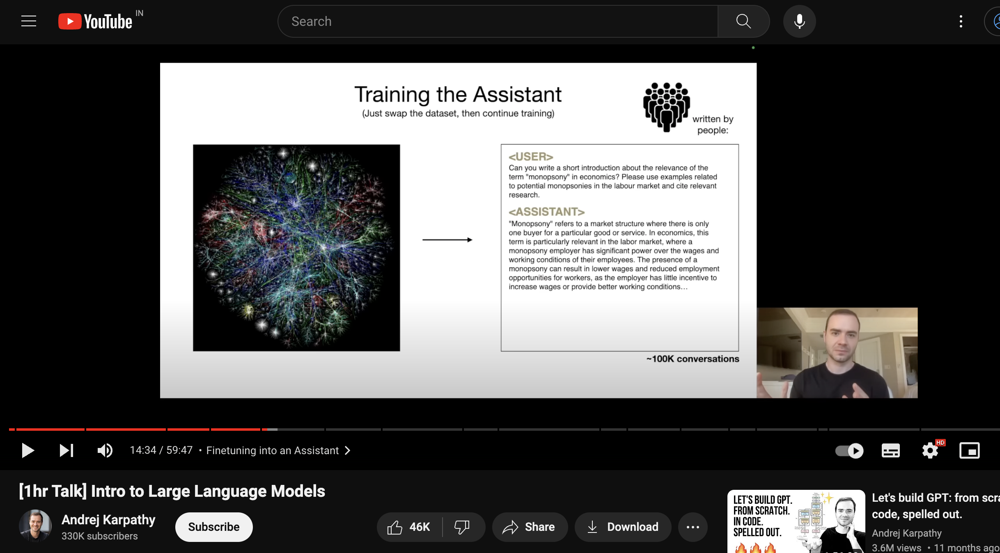 YouTube IN
Search
Training the Assistant
(Just swap the dataset, then continue training)
written by
people:
<USER>
Can you write a short introduction about the relevance of the
term "monopsony" in economics? Please use examples related
to potential monopsonies in the labour market and cite relevant
research.
<ASSISTANT>
"Monopsony" refers to a market structure where there is only
one buyer for a particular good or service. In economics, this
term is particularly relevant in the labor market, where a
monopsony employer has significant power over the wages and
working conditions of their employees. The presence of a
monopsony can result in lower wages and reduced employment
opportunities for workers, as the employer has little incentive to
increase wages or provide better working conditions…
~100K conversations
14:34 / 59:47 • Finetuning into an Assistant
HD
[1hr Talk] Intro to Large Language Models
Andrej Karpathy
330K subscribers
Subscribe
46K
Share
Download
LET'S BUILD GPT.
FROM SCRATCH.
IN CODE.
SPELLED OUT.
Let's build GPT: from scra
code, spelled out.
Andrej Karpathy
3.6M views • 11 months ago